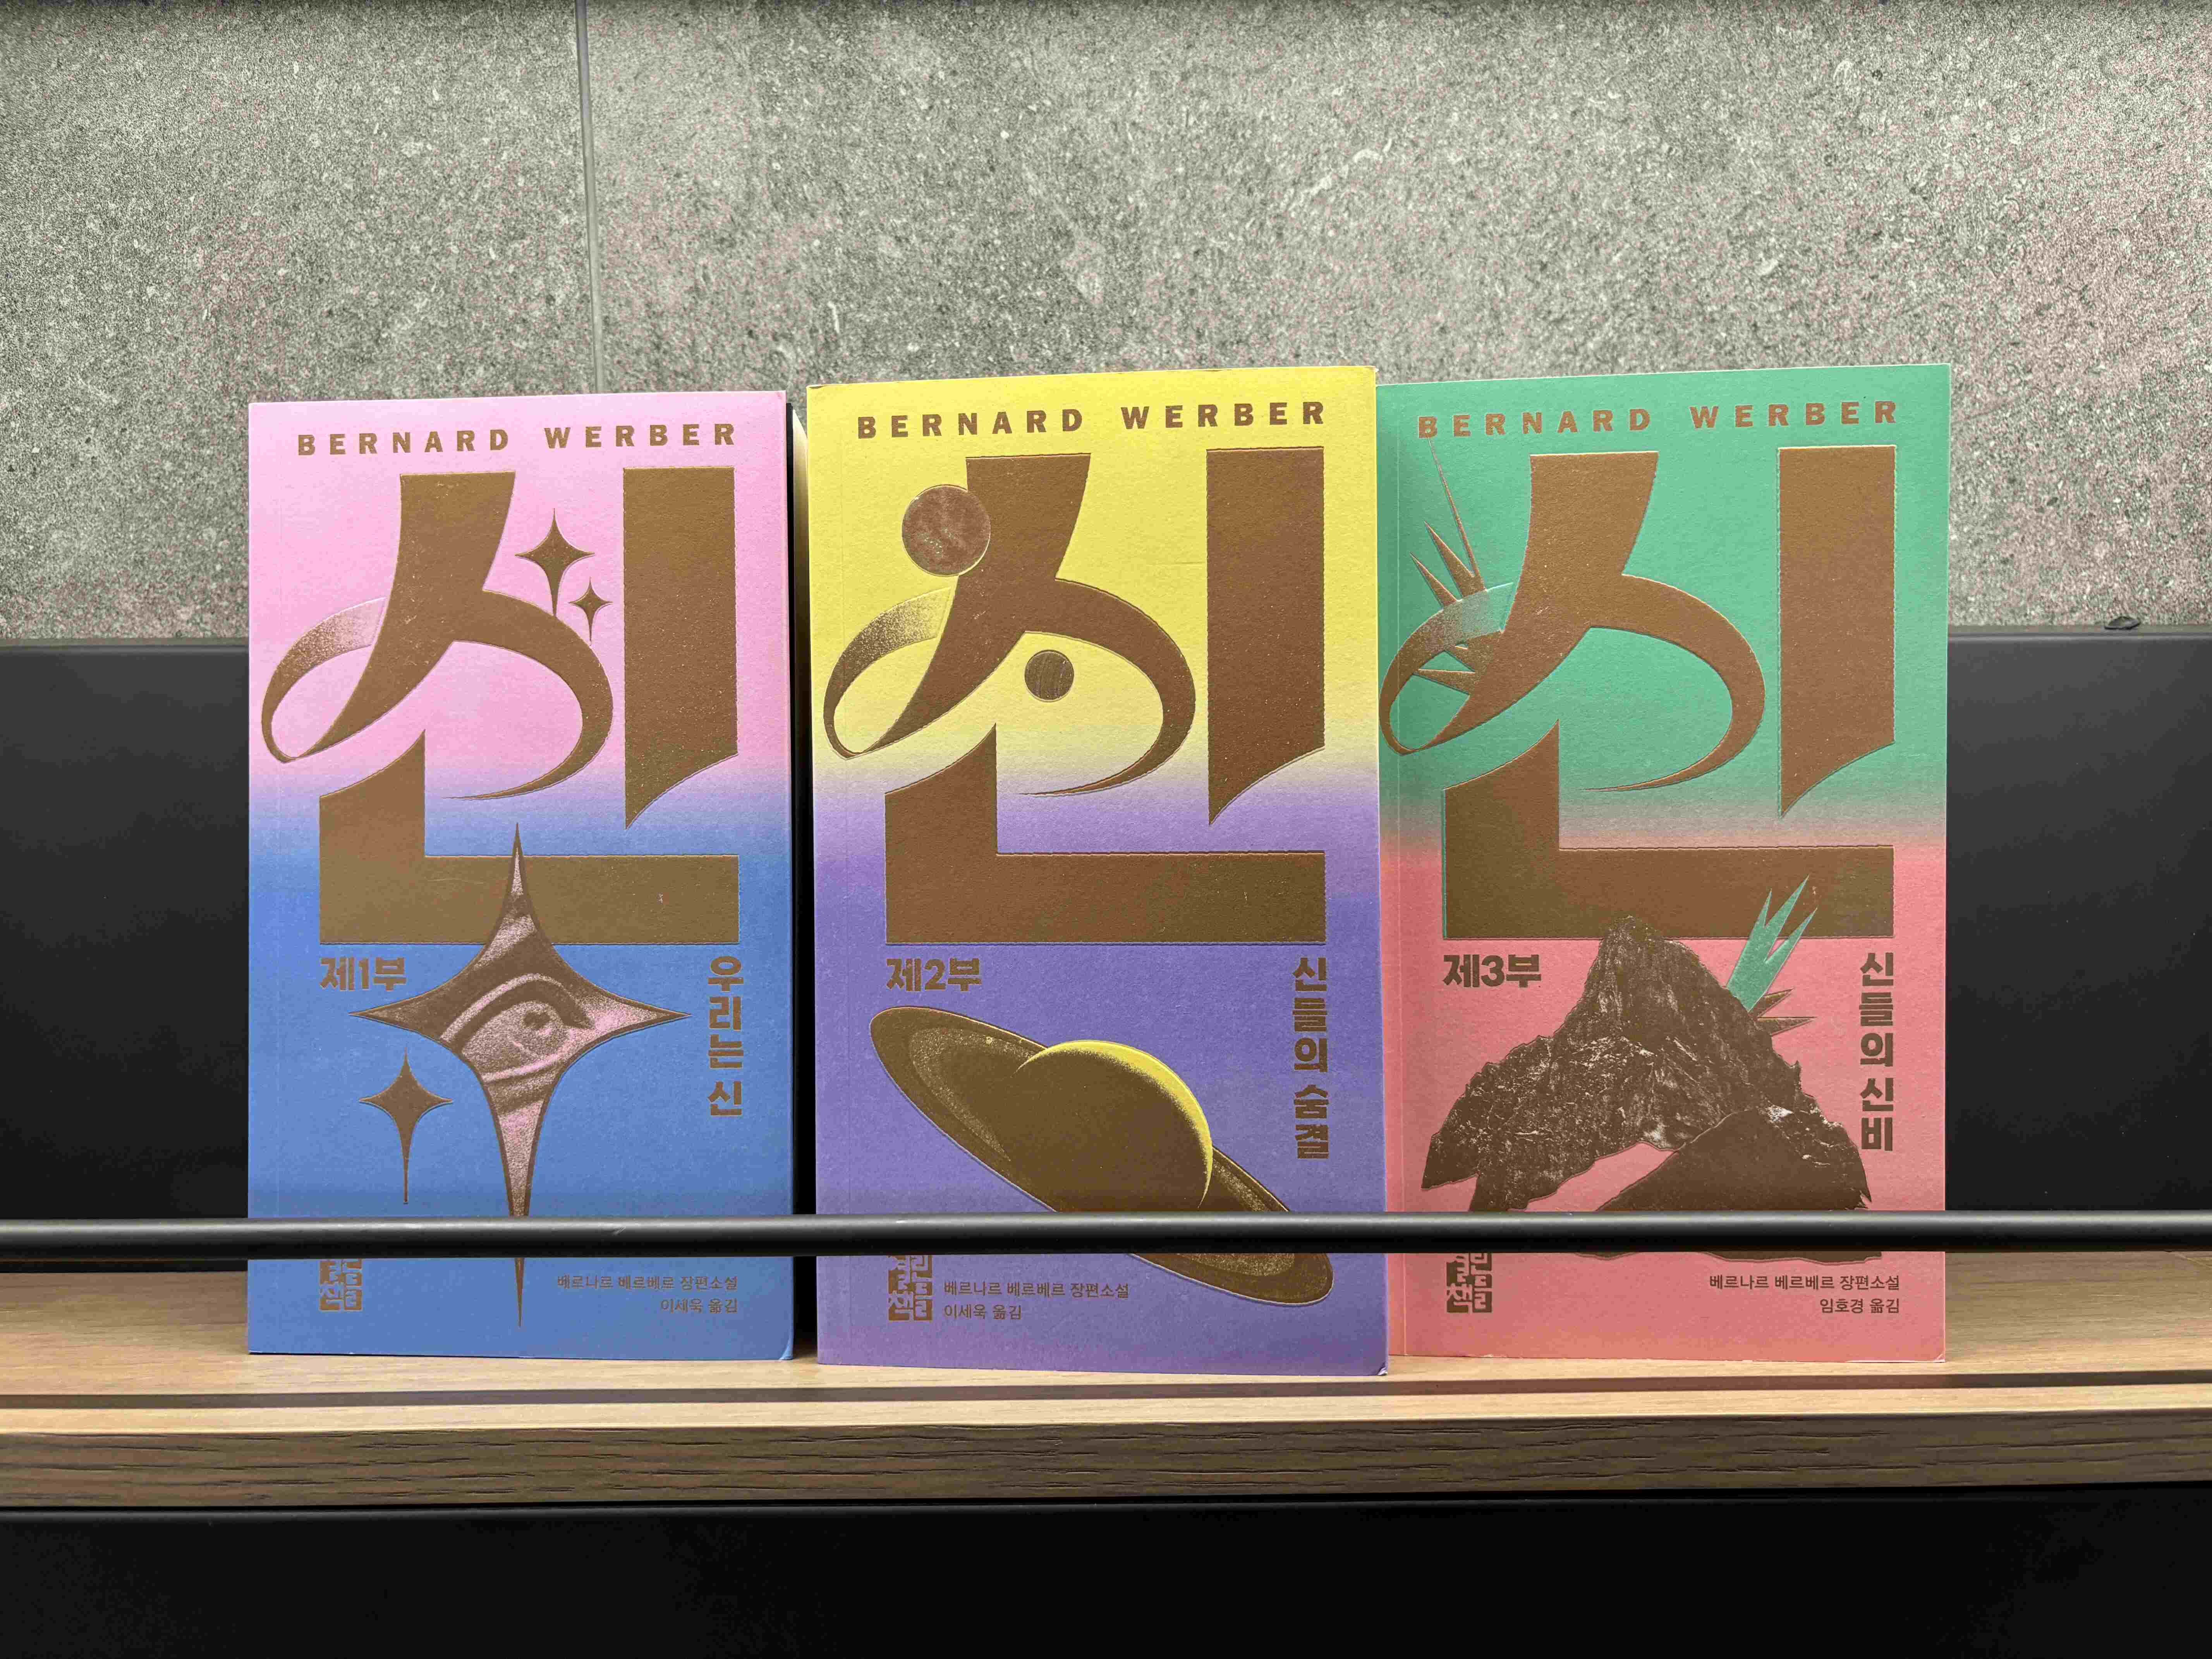 BERNARD WERBER
신
제1부
우리는 신
베르나르 베르베르 장편소설
이세욱 옮김
BERNARD WERBER
신
제2부
신들의 숨결
베르나르 베르베르 장편소설
이세욱 옮김
BERNARD WERBER
신
제3부
신들의 신비
베르나르 베르베르 장편소설
임호경 옮김